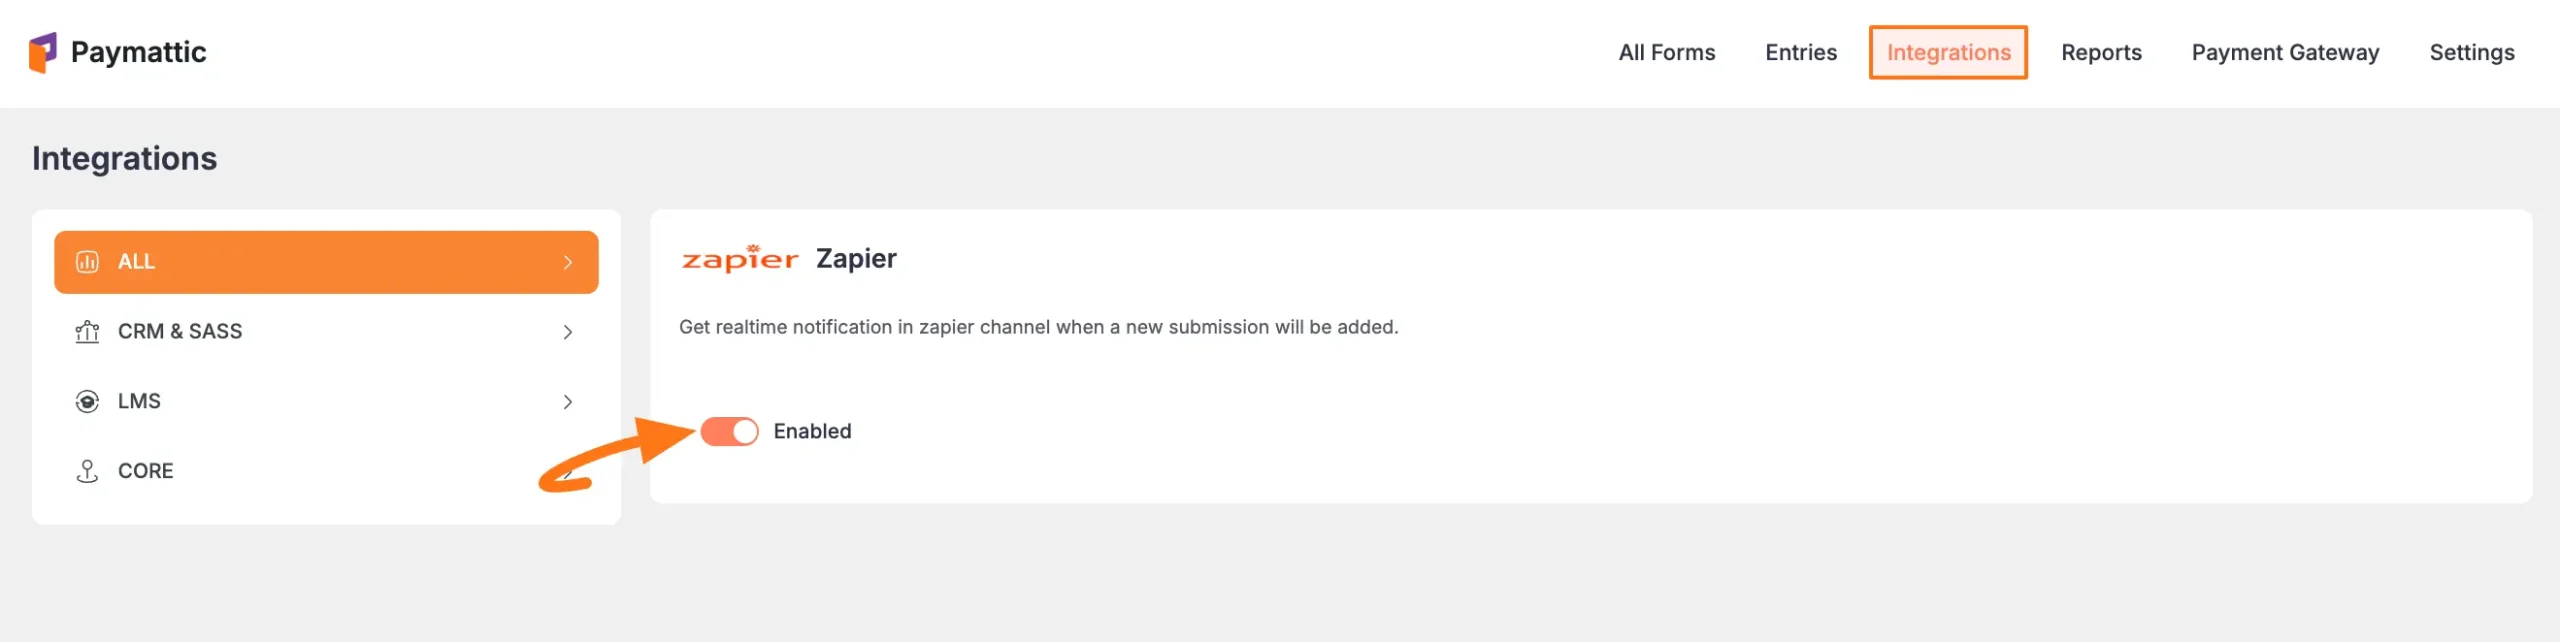 Paymattic
All Forms Entries Integrations Reports Payment Gateway Settings
Integrations
ALL
CRM & SASS
LMS
CORE
zapier Zapier
Get realtime notification in zapier channel when a new submission will be added.
Enabled